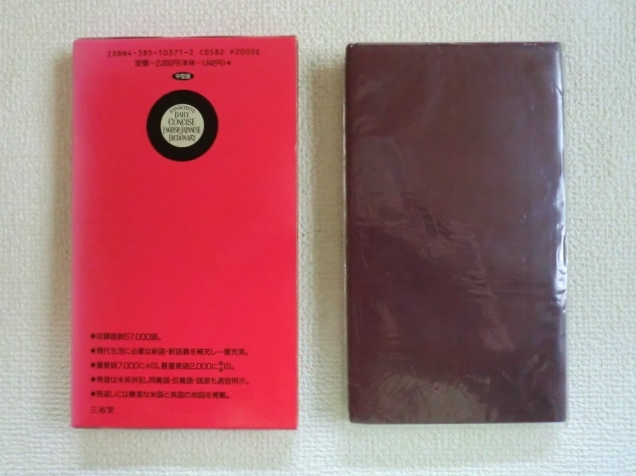 ISBN4-385-10371-2 C0582 P2000E
定価=2,000円(本体=1,942円)★
中型版
SANSEIDO'S
DAILY
CONCISE
ENGLISH-JAPANESE
DICTIONARY
★収録語数57,000語。
★現代生活に必要な新語・新語義を補充し一層充実。
★重要語7,000に*印、最重要語2,000に**印。
★発音は米英併記。同義語・反義語・語原も適宜明示。
★見返しには最適な米国と英国の地図を掲載。
三省堂